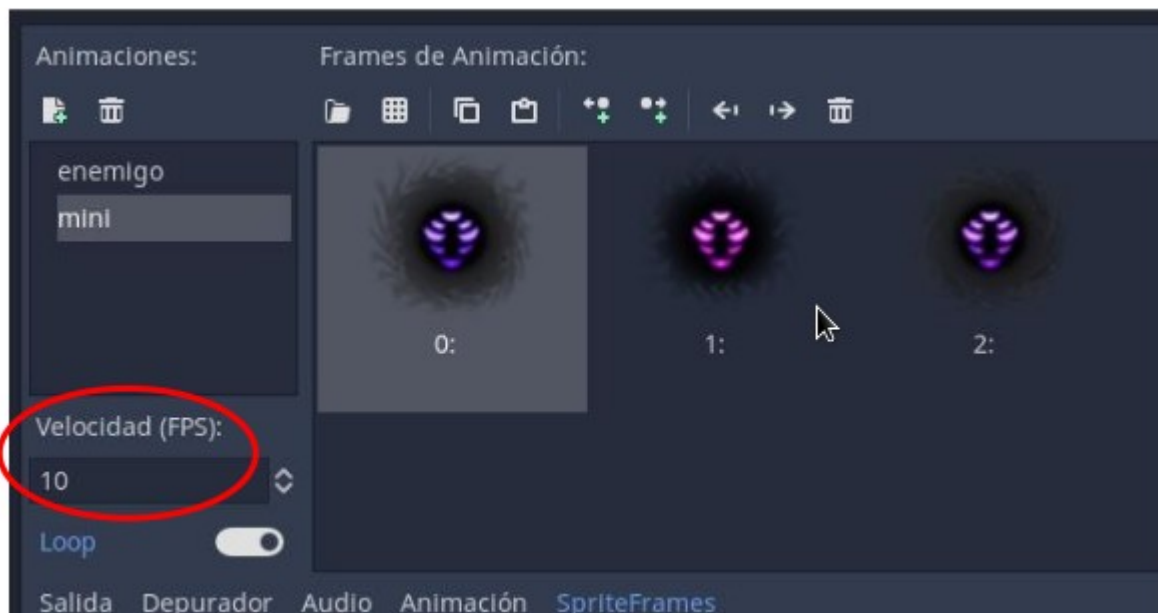 Animaciones:
Frames de Animación:
enemigo
mini
0:
1:
2:
Velocidad (FPS):
10
Loop
Salida Depurador Audio Animación SpriteFrames